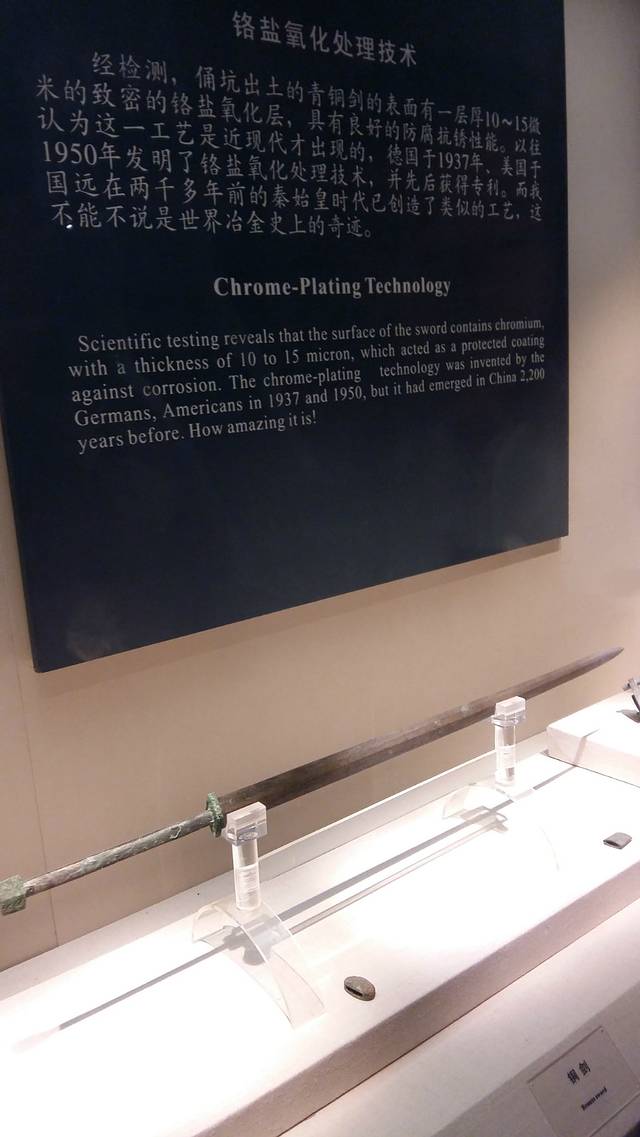 铬盐氧化处理技术
经检测，俑坑出土的青铜剑的表面有一层厚10～15微
米的致密的铬盐氧化层，具有良好的防腐抗锈性能。以往
认为这一工艺是近现代才出现的，德国于1937年、美国于
1950年发明了铬盐氧化处理技术，并先后获得专利。而我
国远在两千多年前的秦始皇时代已创造了类似的工艺，这
不能不说是世界冶金史上的奇迹。
Chrome-Plating Technology
Scientific testing reveals that the surface of the sword contains chromium,
with a thickness of 10 to 15 micron, which acted as a protected coating
against corrosion. The chrome-plating technology was invented by the
Germans, Americans in 1937 and 1950, but it had emerged in China 2,200
years before. How amazing it is!
铜剑
Bronze sword